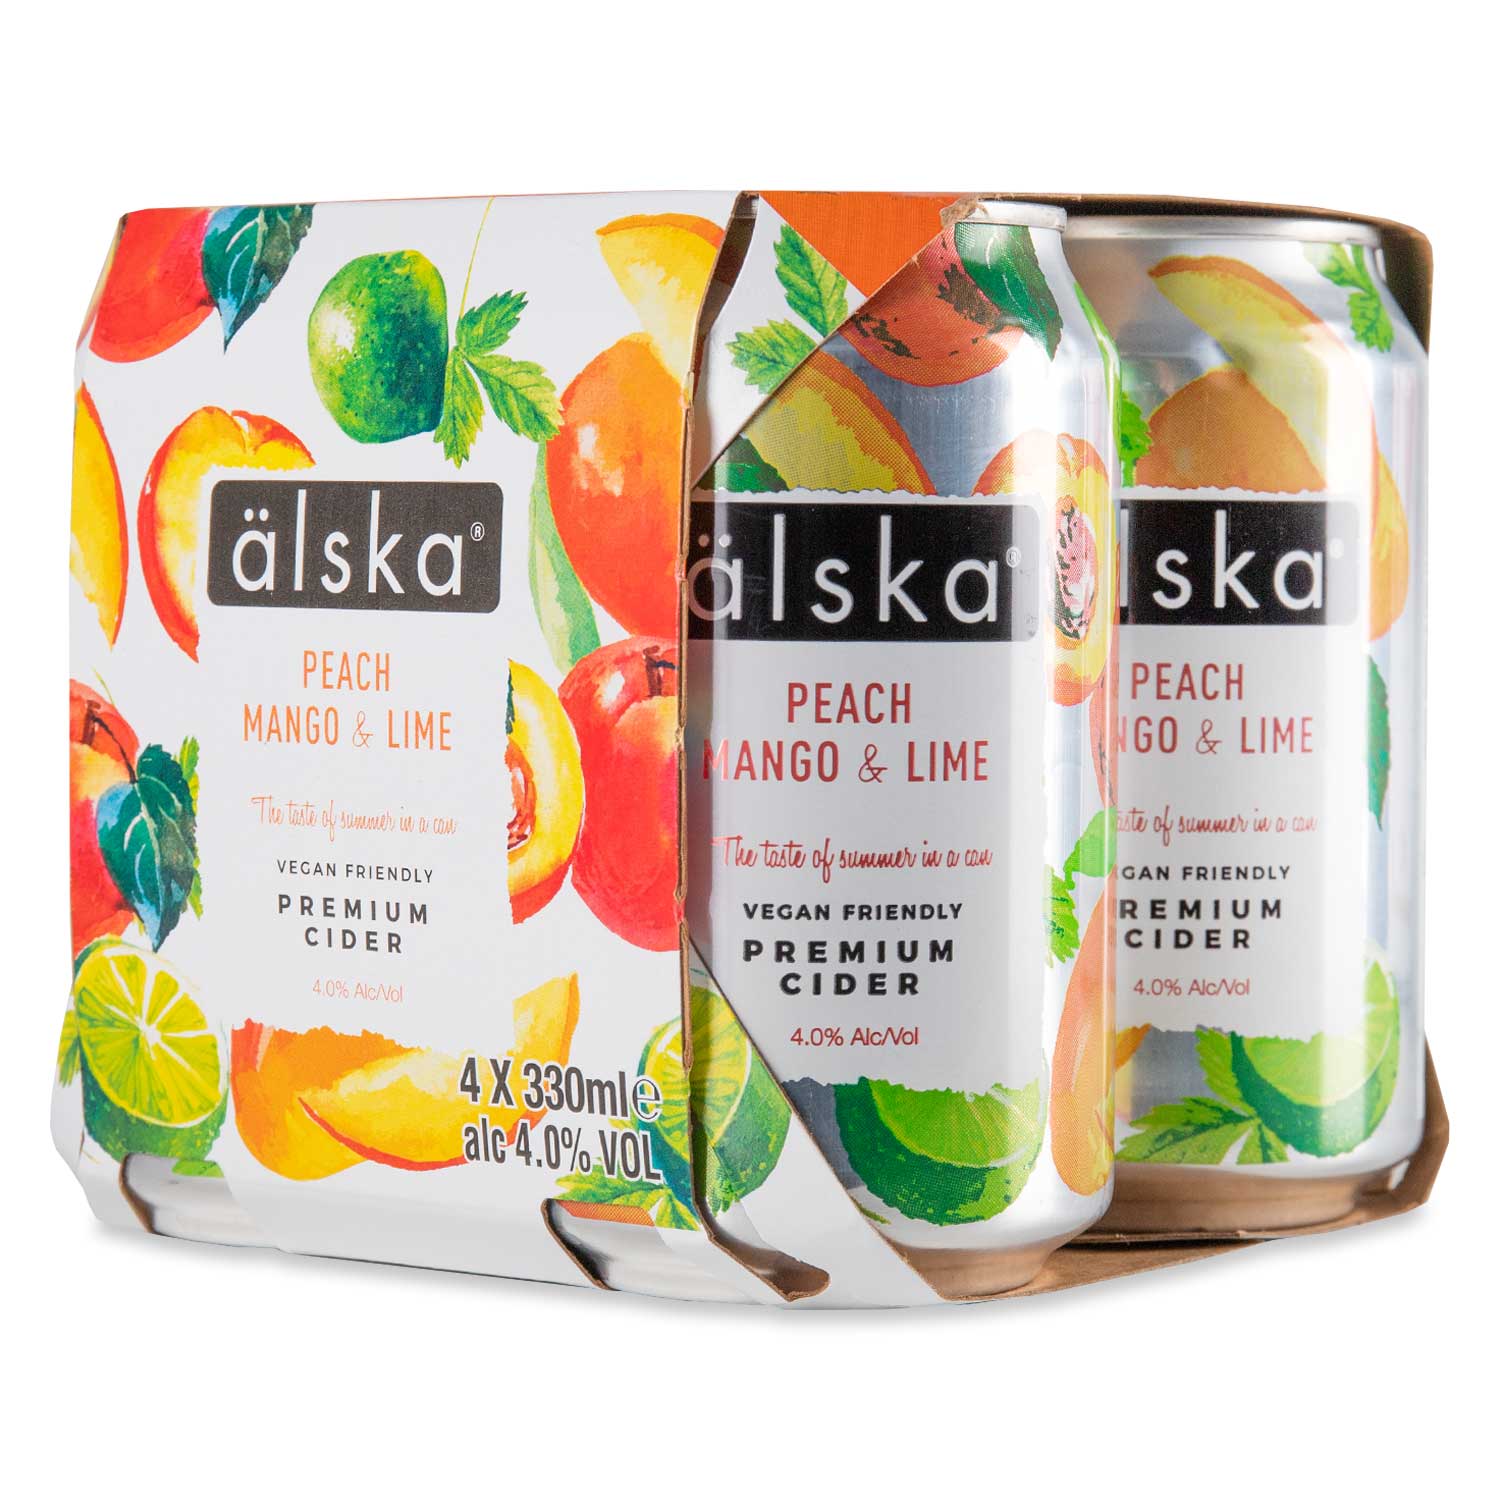 älska®
PEACH
MANGO & LIME
The taste of summer in a can
VEGAN FRIENDLY
PREMIUM
CIDER
4.0% Alc/Vol
4 X 330ml℮
alc 4.0% VOL
älska®
PEACH
MANGO & LIME
The taste of summer in a can
VEGAN FRIENDLY
PREMIUM
CIDER
4.0% Alc/Vol
lska®
PEACH
NGO & LIME
aste of summer in a can
GAN FRIENDLY
REMIUM
CIDER
4.0% Alc/Vol